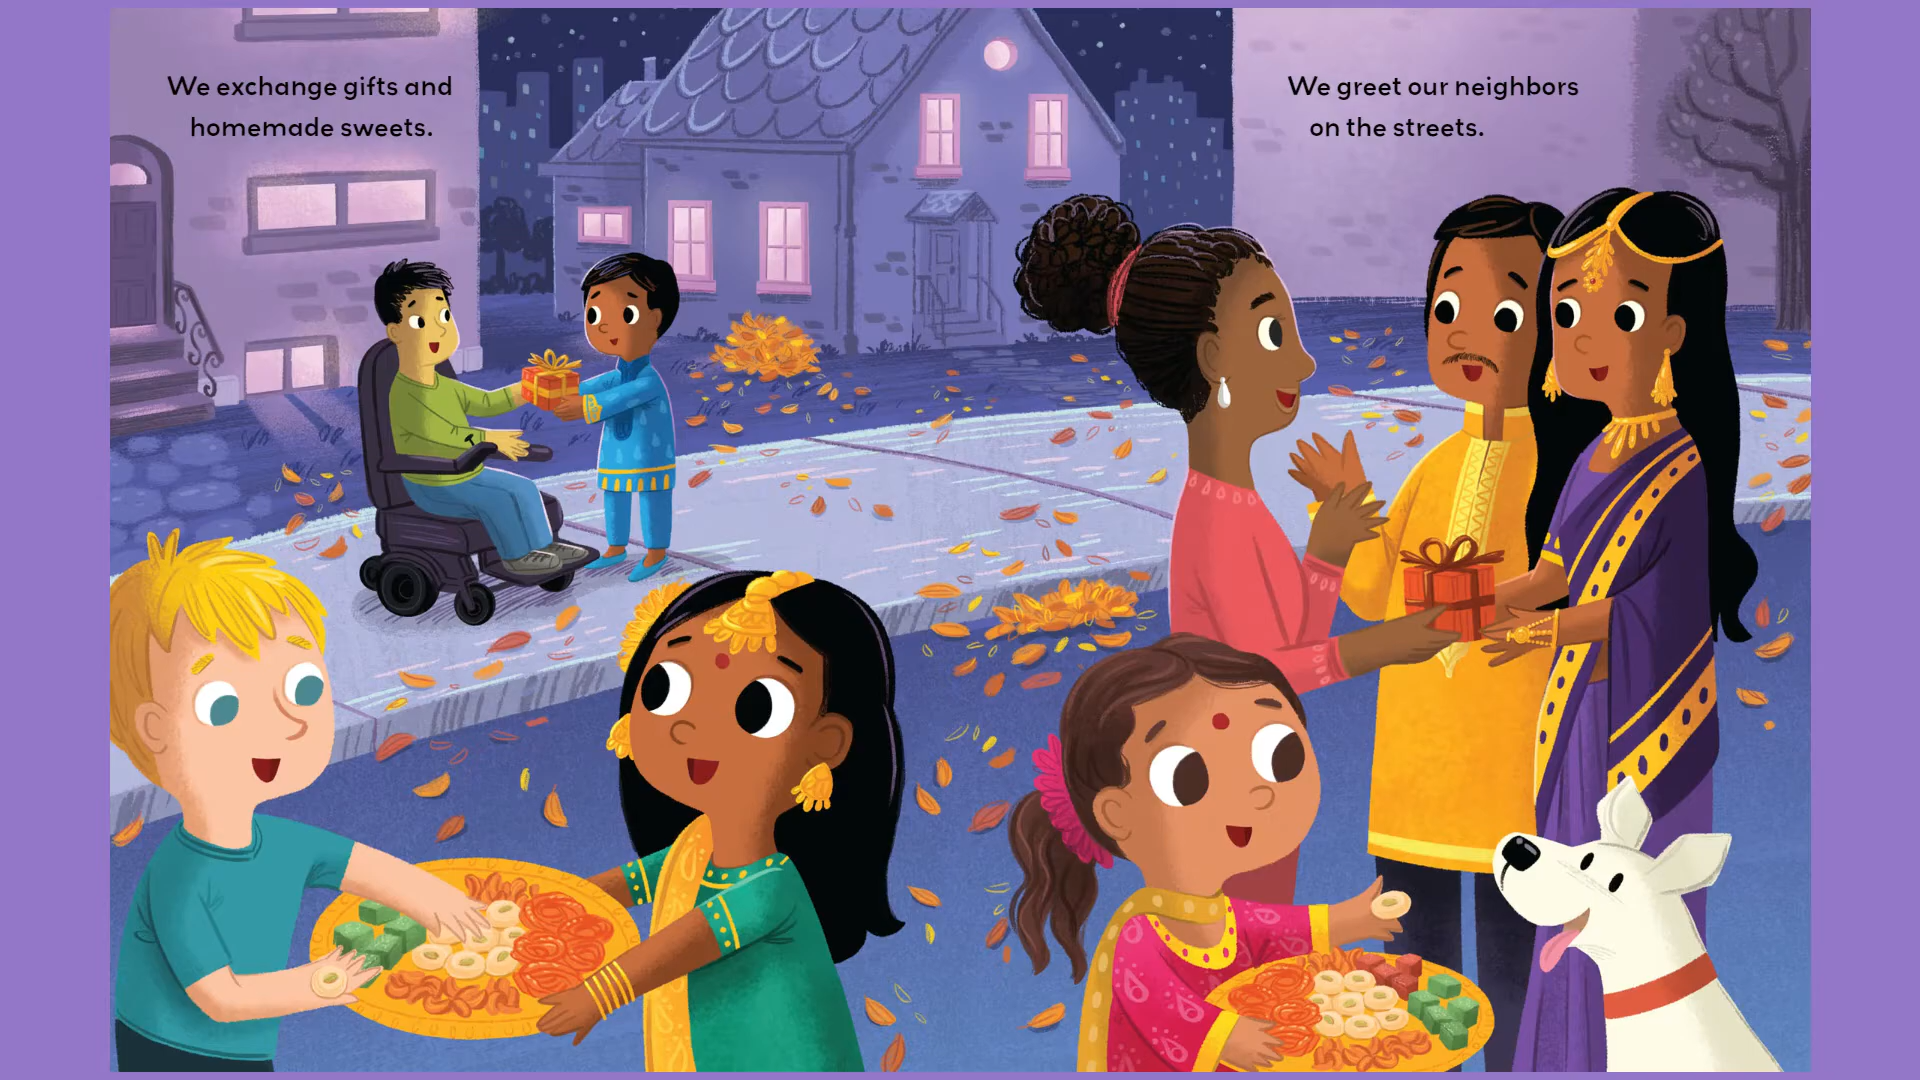 We exchange gifts and
homemade sweets.
We greet our neighbors
on the streets.